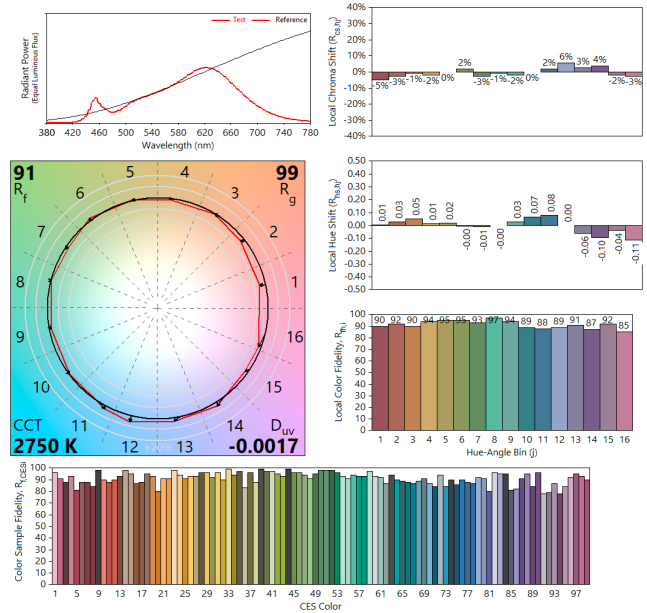 Radiant Power
(Equal Luminous Flux)
Test
Reference
380 420 460 500 540 580 620 660 700 740 780
Wavelength (nm)
Local Chroma Shift (Rcs,hj)
40%
30%
20%
10%
0%
-10%
-20%
-30%
-40%
-5% -3% -1% -2% 0% 2% -3% -1% -2% 0% 2% 6% 3% 4% -2% -3%
91
Rf
99
Rg
1
2
3
4
5
6
7
8
9
10
11
12
13
14
15
16
CCT
2750 K
Duv
-0.0017
Local Hue Shift (Rhs,hj)
0.50
0.40
0.30
0.20
0.10
0.00
-0.10
-0.20
-0.30
-0.40
-0.50
0.01 0.03 0.05 0.01 0.02 -0.00 -0.01 -0.00 0.03 0.07 0.08 0.00 -0.06 -0.10 -0.04 -0.11
Local Color Fidelity, Rfh,i
100
90
80
70
60
50
40
30
20
10
0
90 92 90 94 95 95 93 97 94 89 88 89 91 87 92 85
1 2 3 4 5 6 7 8 9 10 11 12 13 14 15 16
Hue-Angle Bin (j)
Color Sample Fidelity, Rf,CESi
100
90
80
70
60
50
40
30
20
10
0
1 5 9 13 17 21 25 29 33 37 41 45 49 53 57 61 65 69 73 77 81 85 89 93 97
CES Color